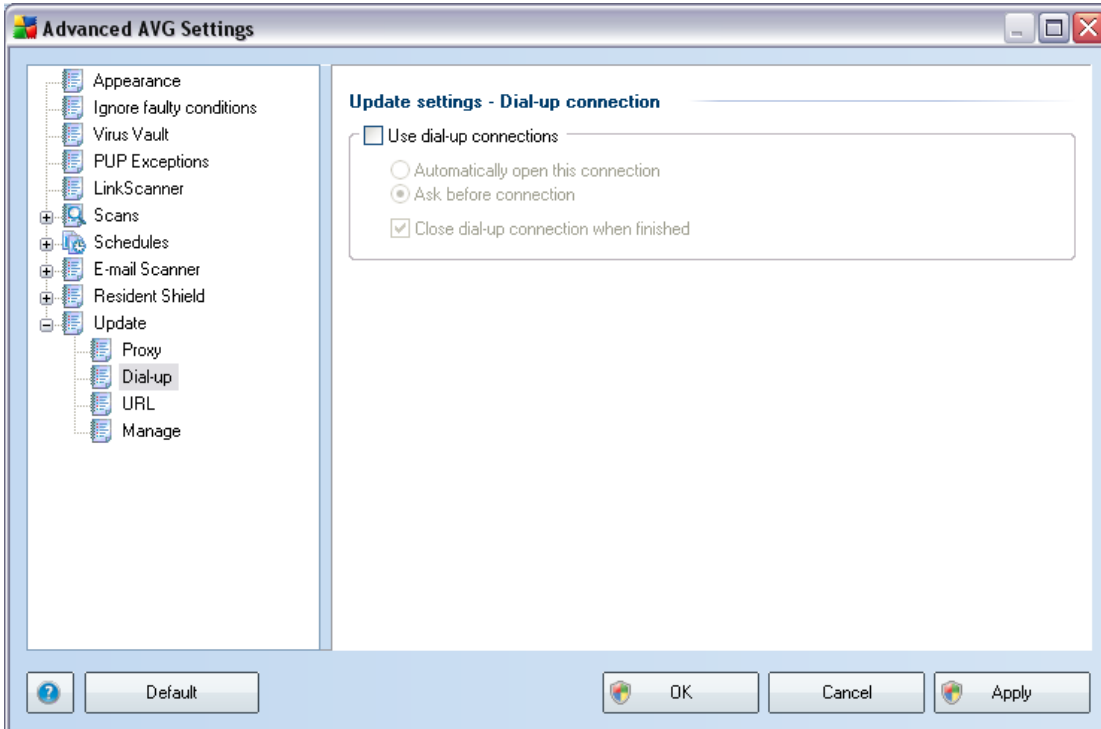 Advanced AVG Settings
Appearance
Ignore faulty conditions
Virus Vault
PUP Exceptions
LinkScanner
Scans
Schedules
E-mail Scanner
Resident Shield
Update
Proxy
Dial-up
URL
Manage
Update settings - Dial-up connection
Use dial-up connections
Automatically open this connection
Ask before connection
Close dial-up connection when finished
Default
OK
Cancel
Apply